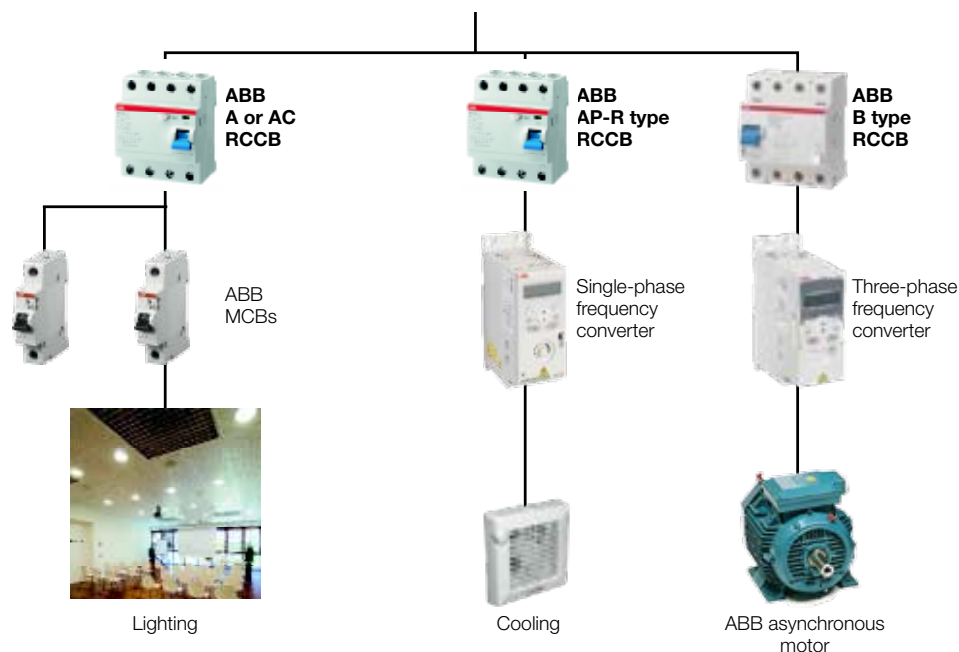 ABB
A or AC
RCCB
ABB
AP-R type
RCCB
ABB
B type
RCCB
ABB
MCBs
Single-phase
frequency
converter
Three-phase
frequency
converter
Lighting
Cooling
ABB asynchronous
motor